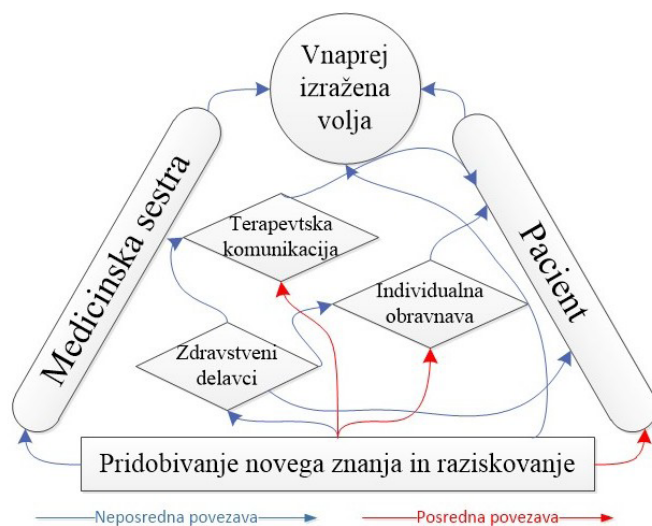 Vnaprej
izražena
volja
Medicinska sestra
Pacient
Terapevtska
komunikacija
Individualna
obravnava
Zdravstveni
delavci
Pridobivanje novega znanja in raziskovanje
Neposredna povezava
Posredna povezava